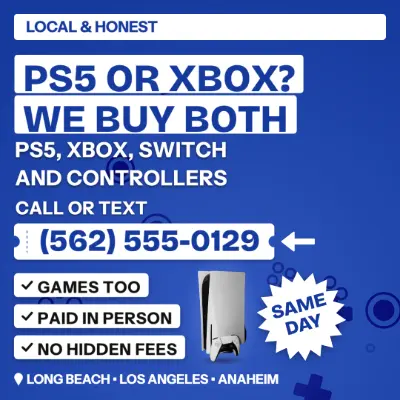 LOCAL & HONEST
PS5 OR XBOX?
WE BUY BOTH
PS5, XBOX, SWITCH
AND CONTROLLERS
CALL OR TEXT
(562) 555-0129
✓ GAMES TOO
✓ PAID IN PERSON
✓ NO HIDDEN FEES
SAME
DAY
LONG BEACH • LOS ANGELES • ANAHEIM